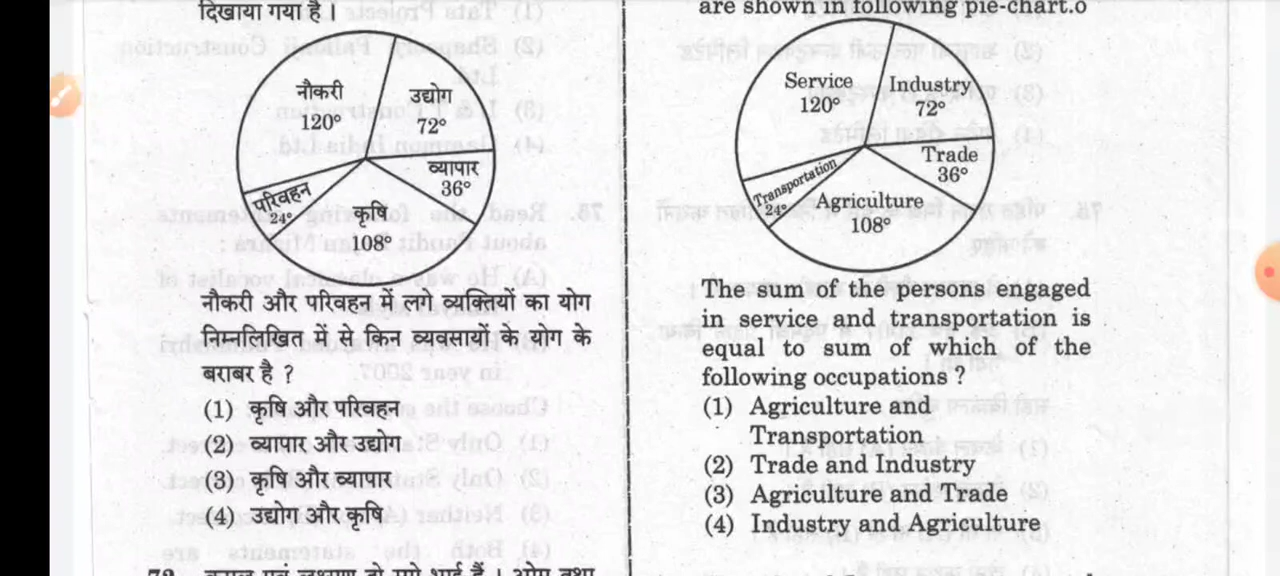 दिखाया गया है ।
नौकरी
120°
उद्योग
72°
व्यापार
36°
परिवहन
24°
कृषि
108°
नौकरी और परिवहन में लगे व्यक्तियों का योग
निम्नलिखित में से किन व्यवसायों के योग के
बराबर है ?
(1) कृषि और परिवहन
(2) व्यापार और उद्योग
(3) कृषि और व्यापार
(4) उद्योग और कृषि
are shown in following pie-chart.o
Service
120°
Industry
72°
Trade
36°
Transportation
24°
Agriculture
108°
The sum of the persons engaged
in service and transportation is
equal to sum of which of the
following occupations ?
(1) Agriculture and
Transportation
(2) Trade and Industry
(3) Agriculture and Trade
(4) Industry and Agriculture